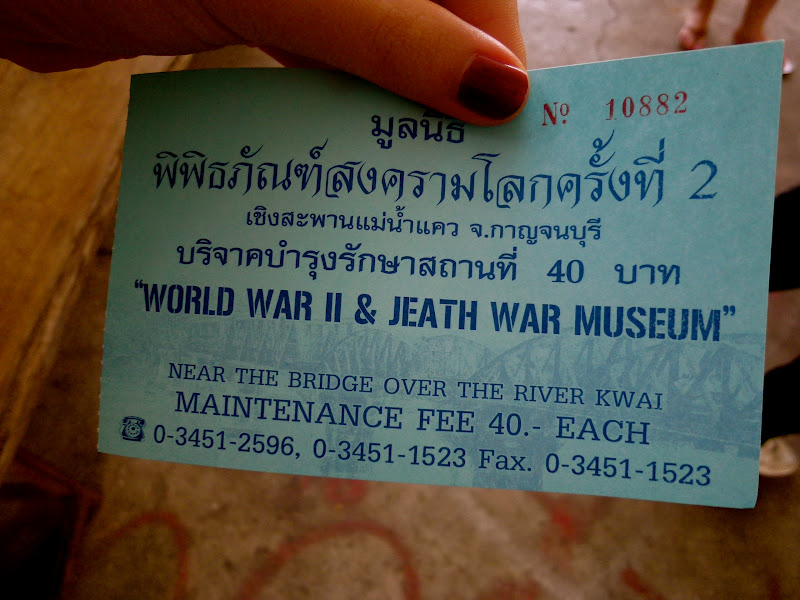 Nº 10882
มูลนิธิ
พิพิธภัณฑ์สงครามโลกครั้งที่ 2
เชิงสะพานแม่น้ำแคว จ.กาญจนบุรี
บริจาคบำรุงรักษาสถานที่ 40 บาท
"WORLD WAR II & JEATH WAR MUSEUM"
NEAR THE BRIDGE OVER THE RIVER KWAI
MAINTENANCE FEE 40.- EACH
0-3451-2596, 0-3451-1523 Fax. 0-3451-1523